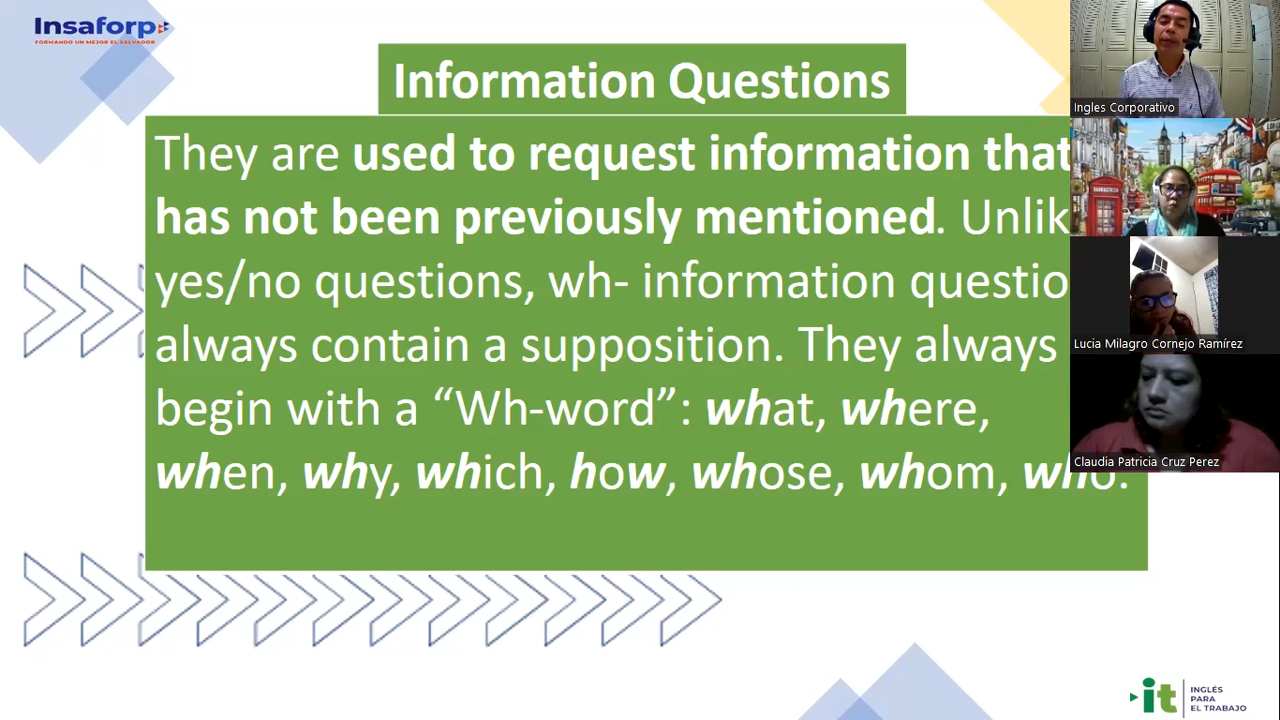 Insaforp
FORMANDO UN MEJOR EL SALVADOR
Information Questions
They are used to request information that
has not been previously mentioned. Unlik
yes/no questions, wh- information questio
always contain a supposition. They always
begin with a “Wh-word”: what, where,
when, why, which, how, whose, whom, who.
Ingles Corporativo
Lucia Milagro Cornejo Ramírez
Claudia Patricia Cruz Perez
it
INGLÉS
PARA
EL TRABAJO